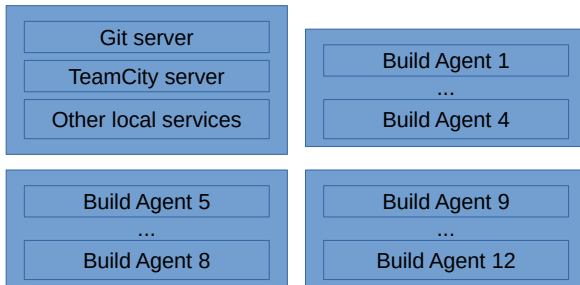 Git server
TeamCity server
Other local services
Build Agent 1
...
Build Agent 4
Build Agent 5
...
Build Agent 8
Build Agent 9
...
Build Agent 12